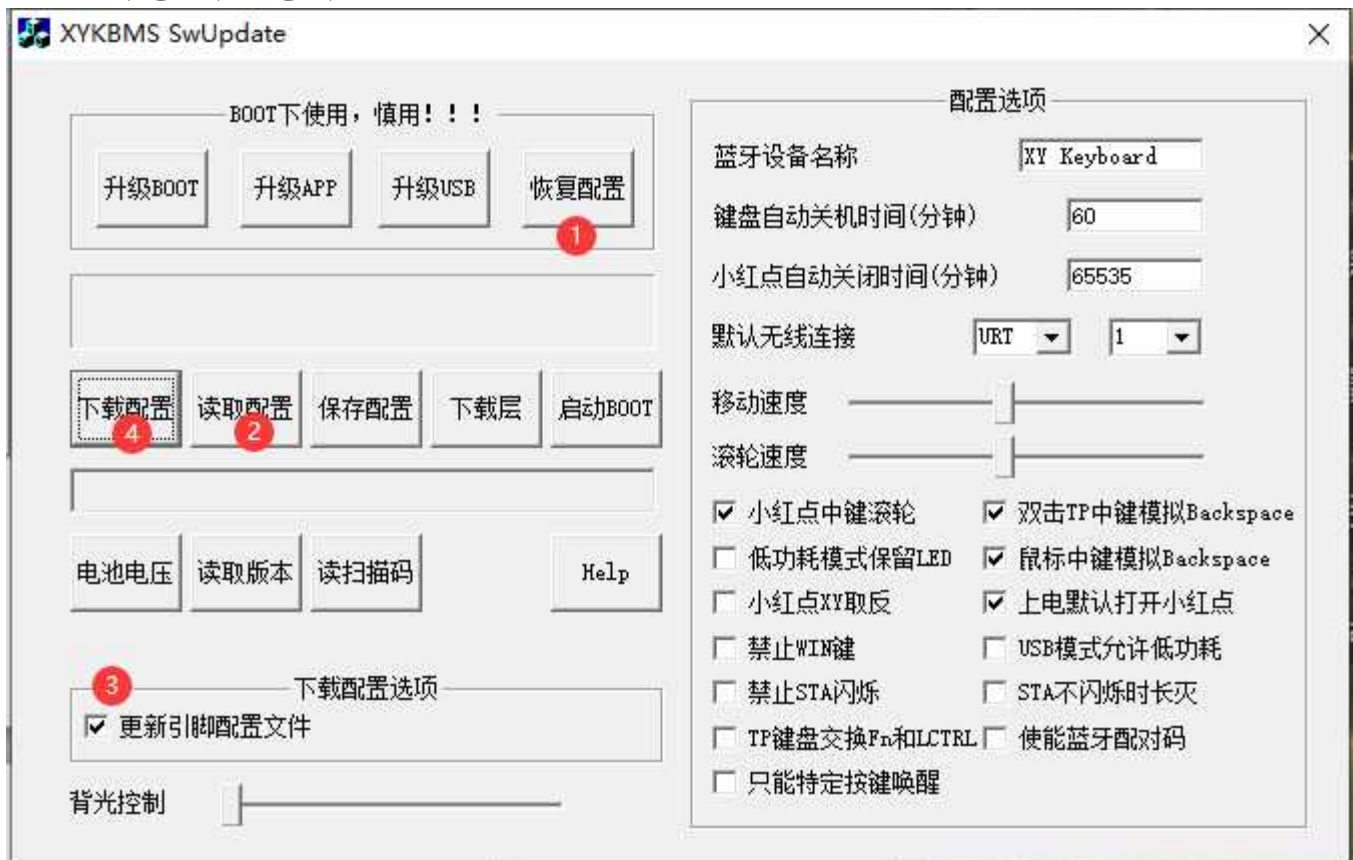 XYKBMS SwUpdate
BOOT下使用，慎用！！！
升级BOOT 升级APP 升级USB 恢复配置
1
下载配置 读取配置 保存配置 下载层 启动BOOT
4 2
电池电压 读取版本 读扫描码 Help
3
下载配置选项
更新引脚配置文件
背光控制
配置选项
蓝牙设备名称 XY Keyboard
键盘自动关机时间(分钟) 60
小红点自动关闭时间(分钟) 65535
默认无线连接 URT 1
移动速度
滚轮速度
小红点中键滚轮 双击TP中键模拟Backspace
低功耗模式保留LED 鼠标中键模拟Backspace
小红点XY取反 上电默认打开小红点
禁止WIN键 USB模式允许低功耗
禁止STA闪烁 STA不闪烁时长灭
TP键盘交换Fn和LCTRL 使能蓝牙配对码
只能特定按键唤醒